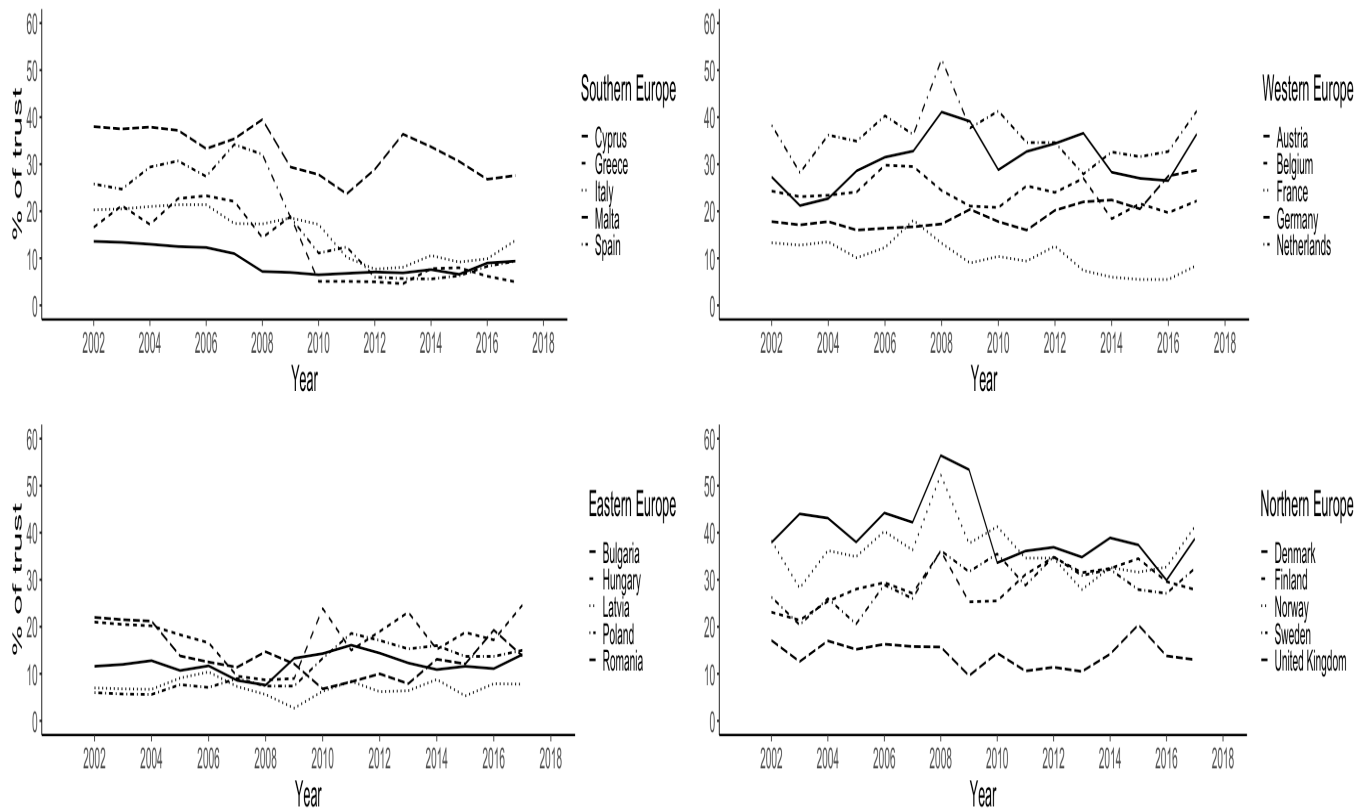 % of trust
60
50
40
30
20
10
0
2002 2004 2006 2008 2010 2012 2014 2016 2018
Year
Southern Europe
Cyprus
Greece
Italy
Malta
Spain
60
50
40
30
20
10
0
2002 2004 2006 2008 2010 2012 2014 2016 2018
Year
Western Europe
Austria
Belgium
France
Germany
Netherlands
% of trust
60
50
40
30
20
10
0
2002 2004 2006 2008 2010 2012 2014 2016 2018
Year
Eastern Europe
Bulgaria
Hungary
Latvia
Poland
Romania
60
50
40
30
20
10
0
2002 2004 2006 2008 2010 2012 2014 2016 2018
Year
Northern Europe
Denmark
Finland
Norway
Sweden
United Kingdom